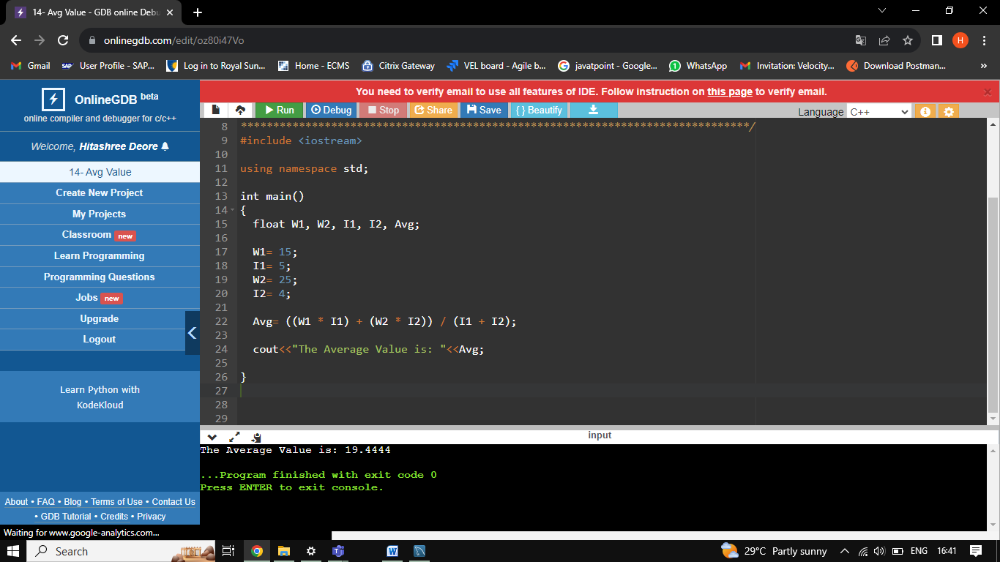 14- Avg Value - GDB online Debu
onlinegdb.com/edit/oz80i47Vo
H
Gmail
User Profile - SAP...
Log in to Royal Sun...
Home - ECMS
Citrix Gateway
VEL board - Agile b...
javatpoint - Google...
WhatsApp
Invitation: Velocity...
Download Postman...
»
OnlineGDB beta
online compiler and debugger for c/c++
Welcome, Hitashree Deore
14- Avg Value
Create New Project
My Projects
Classroom new
Learn Programming
Programming Questions
Jobs new
Upgrade
Logout
Learn Python with
KodeKloud
About • FAQ • Blog • Terms of Use • Contact Us
• GDB Tutorial • Credits • Privacy
Waiting for www.google-analytics.com...
You need to verify email to use all features of IDE. Follow instruction on this page to verify email.
Run
Debug
Stop
Share
Save
{ } Beautify
Language C++
8 *******************************************************************************/
9 #include <iostream>
10
11 using namespace std;
12
13 int main()
14 {
15 float W1, W2, I1, I2, Avg;
16
17 W1= 15;
18 I1= 5;
19 W2= 25;
20 I2= 4;
21
22 Avg= ((W1 * I1) + (W2 * I2)) / (I1 + I2);
23
24 cout<<"The Average Value is: "<<Avg;
25
26 }
27
28
29
input
The Average Value is: 19.4444
...Program finished with exit code 0
Press ENTER to exit console.
Search
29°C Partly sunny
ENG
16:41